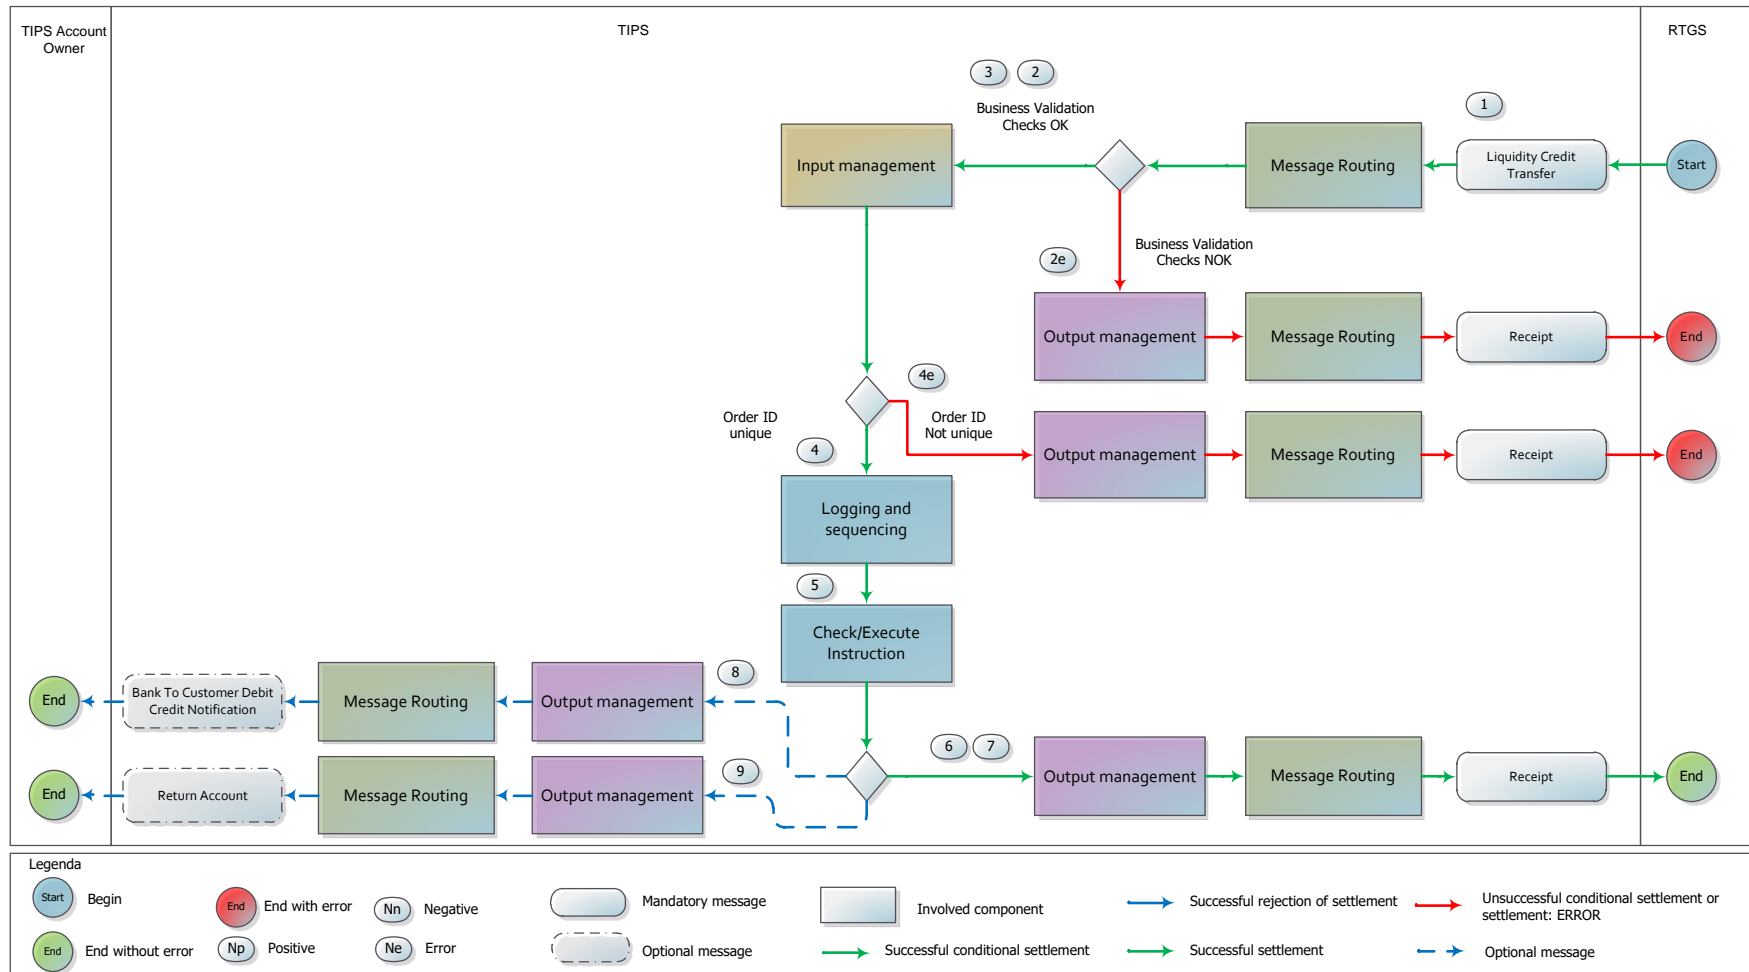 TIPS Account
Owner
TIPS
RTGS
3
2
1
Business Validation
Checks OK
Input management
Message Routing
Liquidity Credit
Transfer
Start
2e
Business Validation
Checks NOK
Output management
Message Routing
Receipt
End
4e
Order ID
unique
Order ID
Not unique
4
Output management
Message Routing
Receipt
End
Logging and
sequencing
5
Check/Execute
Instruction
End
Bank To Customer Debit
Credit Notification
Message Routing
Output management
8
End
Return Account
Message Routing
Output management
9
6
7
Output management
Message Routing
Receipt
End
Legenda
Start
Begin
End
End with error
Nn
Negative
Mandatory message
Involved component
Successful rejection of settlement
Unsuccessful conditional settlement or
settlement: ERROR
End
End without error
Np
Positive
Ne
Error
Optional message
Successful conditional settlement
Successful settlement
Optional message